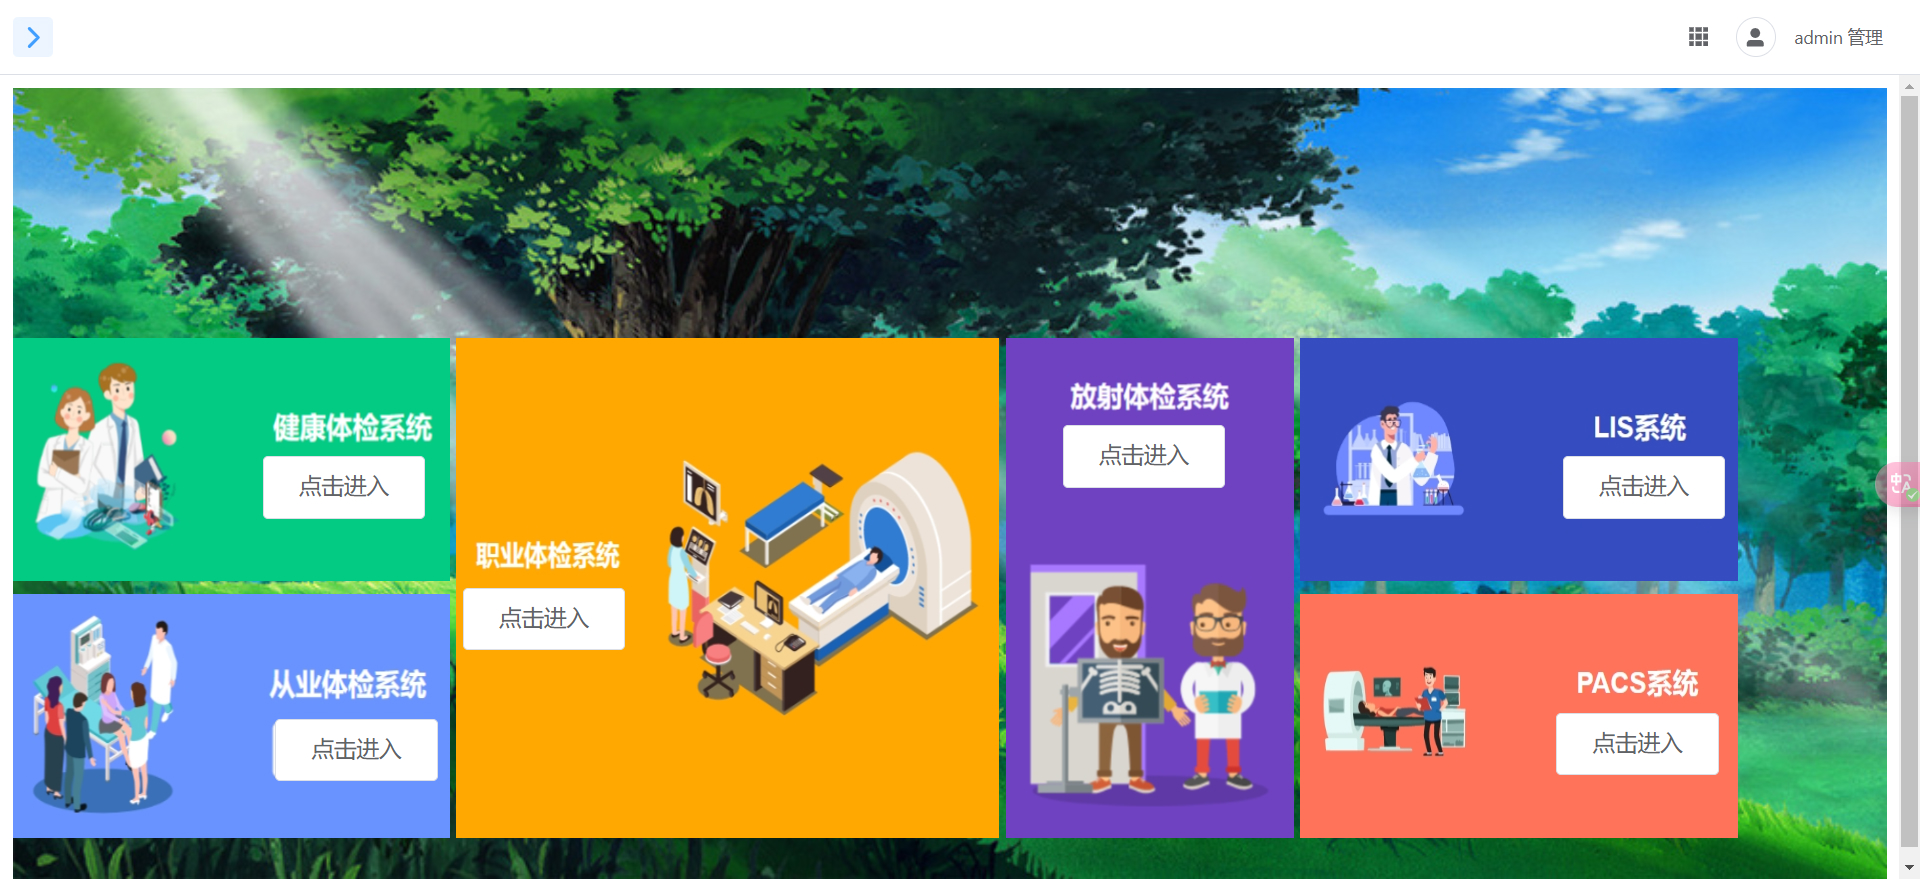 admin 管理
健康体检系统
点击进入
从业体检系统
点击进入
职业体检系统
点击进入
放射体检系统
点击进入
LIS系统
点击进入
PACS系统
点击进入
中
A